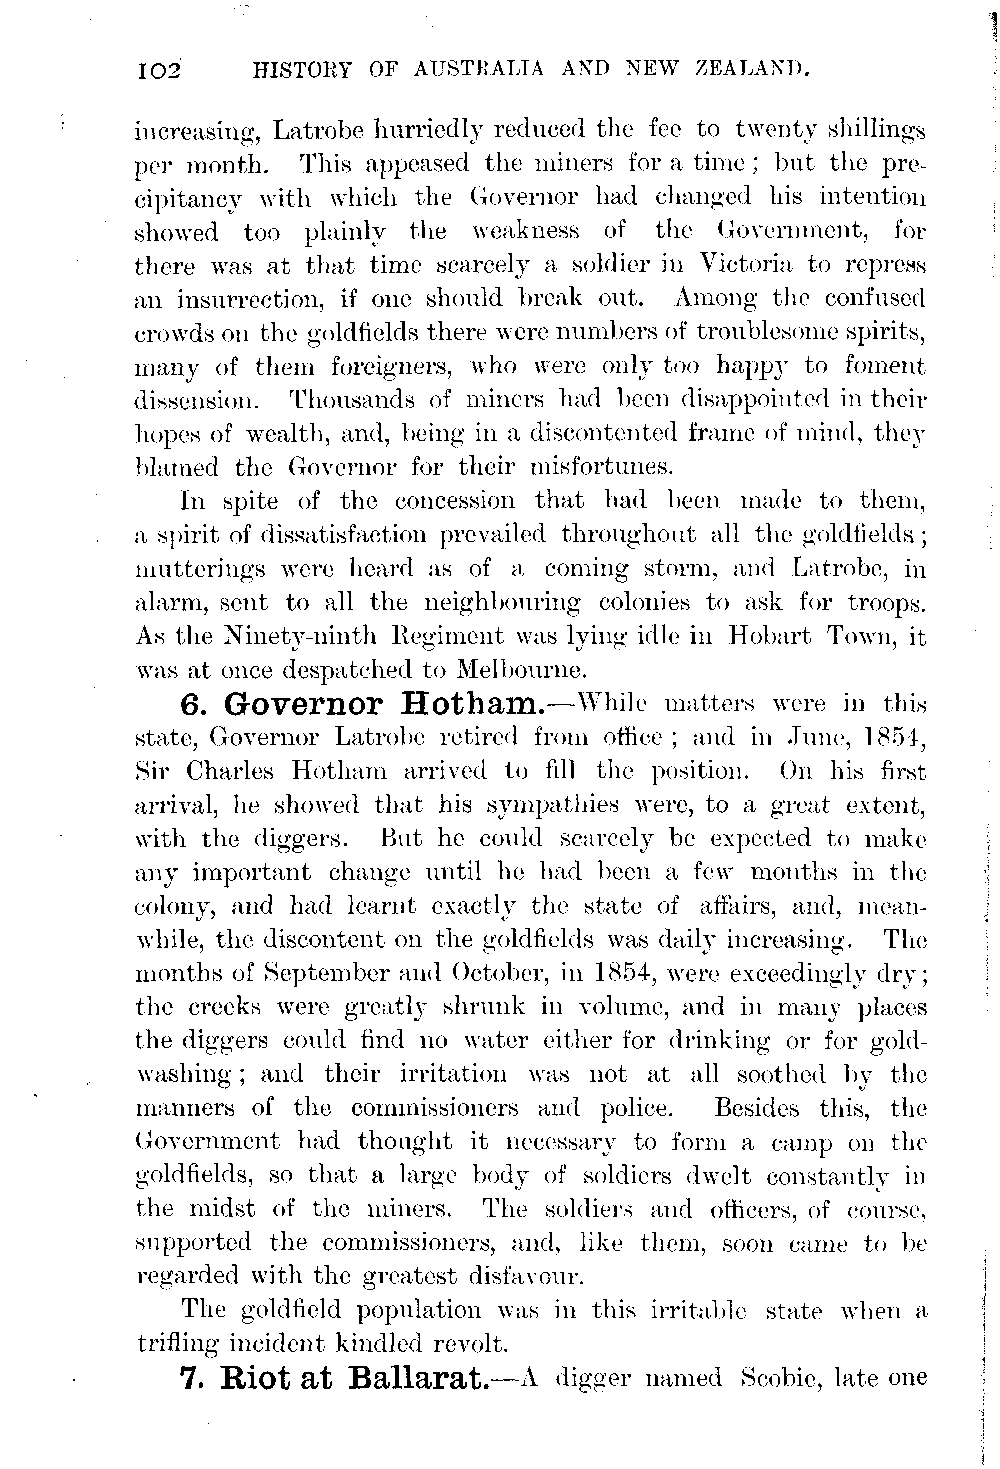 102 HISTORY OF AUSTRALIA AND NEW ZEALAND.
increasing, Latrobe hurriedly reduced the fee to twenty shillings
per month. This appeased the miners for a time; but the pre-
cipitancy with which the Governor had changed his intention
showed too plainly the weakness of the Government, for
there was at that time scarcely a soldier in Victoria to repress
an insurrection, if one should break out. Among the confused
crowds on the goldfields there were numbers of troublesome spirits,
many of them foreigners, who were only too happy to foment
dissension. Thousands of miners had been disappointed in their
hopes of wealth, and, being in a discontented frame of mind, they
blamed the Governor for their misfortunes.
In spite of the concession that had been made to them,
a spirit of dissatisfaction prevailed throughout all the goldfields;
mutterings were heard as of a coming storm, and Latrobe, in
alarm, sent to all the neighbouring colonies to ask for troops.
As the Ninety-ninth Regiment was lying idle in Hobart Town, it
was at once despatched to Melbourne.
6. Governor Hotham.—While matters were in this
state, Governor Latrobe retired from office; and in June, 1854,
Sir Charles Hotham arrived to fill the position. On his first
arrival, he showed that his sympathies were, to a great extent,
with the diggers. But he could scarcely be expected to make
any important change until he had been a few months in the
colony, and had learnt exactly the state of affairs, and, mean-
while, the discontent on the goldfields was daily increasing. The
months of September and October, in 1854, were exceedingly dry;
the creeks were greatly shrunk in volume, and in many places
the diggers could find no water either for drinking or for gold-
washing; and their irritation was not at all soothed by the
manners of the commissioners and police. Besides this, the
Government had thought it necessary to form a camp on the
goldfields, so that a large body of soldiers dwelt constantly in
the midst of the miners. The soldiers and officers, of course,
supported the commissioners, and, like them, soon came to be
regarded with the greatest disfavour.
The goldfield population was in this irritable state when a
trifling incident kindled revolt.
7. Riot at Ballarat.—A digger named Scobie, late one